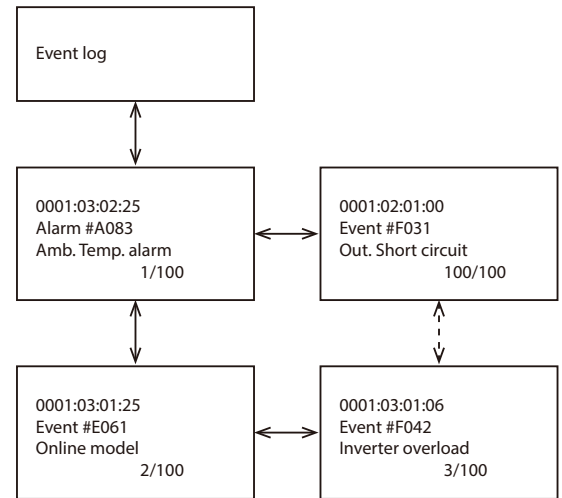 Event log
0001:03:02:25
Alarm #A083
Amb. Temp. alarm
1/100
0001:02:01:00
Event #F031
Out. Short circuit
100/100
0001:03:01:25
Event #E061
Online model
2/100
0001:03:01:06
Event #F042
Inverter overload
3/100